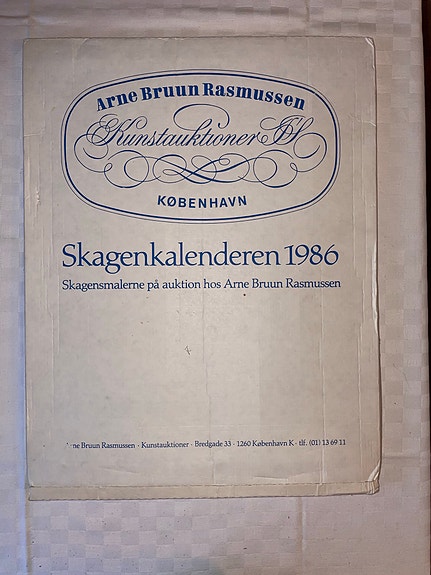 Arne Bruun Rasmussen
Kunstauktioner A/S
KØBENHAVN
Skagenkalenderen 1986
Skagensmalerne på auktion hos Arne Bruun Rasmussen
Arne Bruun Rasmussen · Kunstauktioner · Bredgade 33 · 1260 København K · tlf. (01) 13 69 11